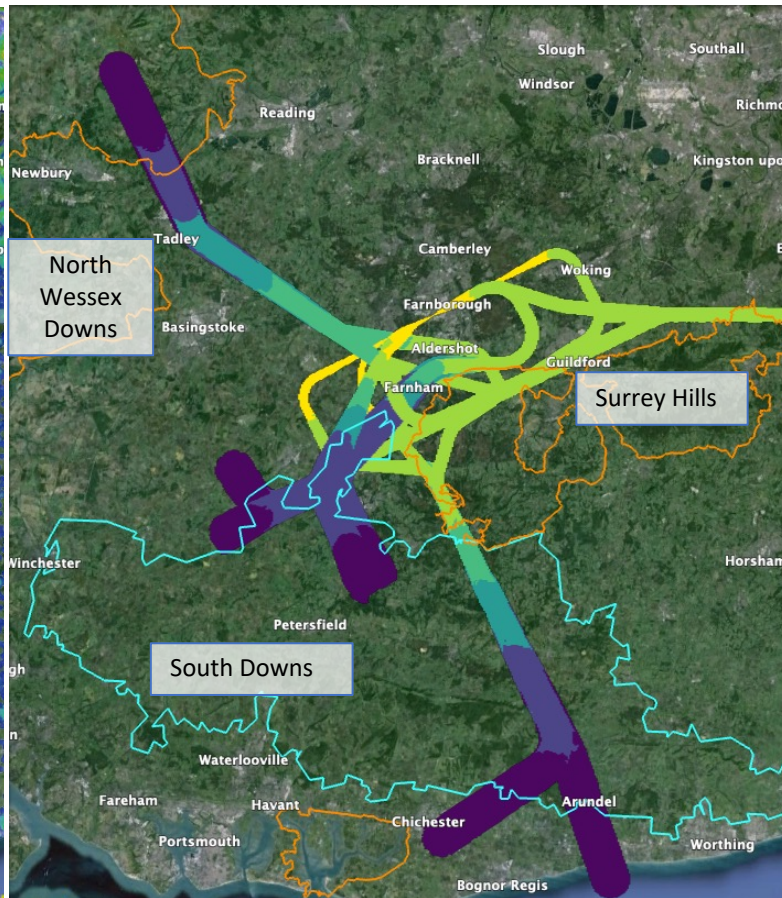 Slough
Southall
Windsor
Richmo
Reading
Bracknell
Kingston upo
Newbury
Tadley
Camberley
Woking
North
Wessex
Downs
Farnborough
Basingstoke
Aldershot
Guildford
Farnham
Surrey Hills
Winchester
Horsham
Petersfield
South Downs
gh
n
Waterlooville
Fareham
Havant
Chichester
Arundel
Portsmouth
Worthing
Bognor Regis